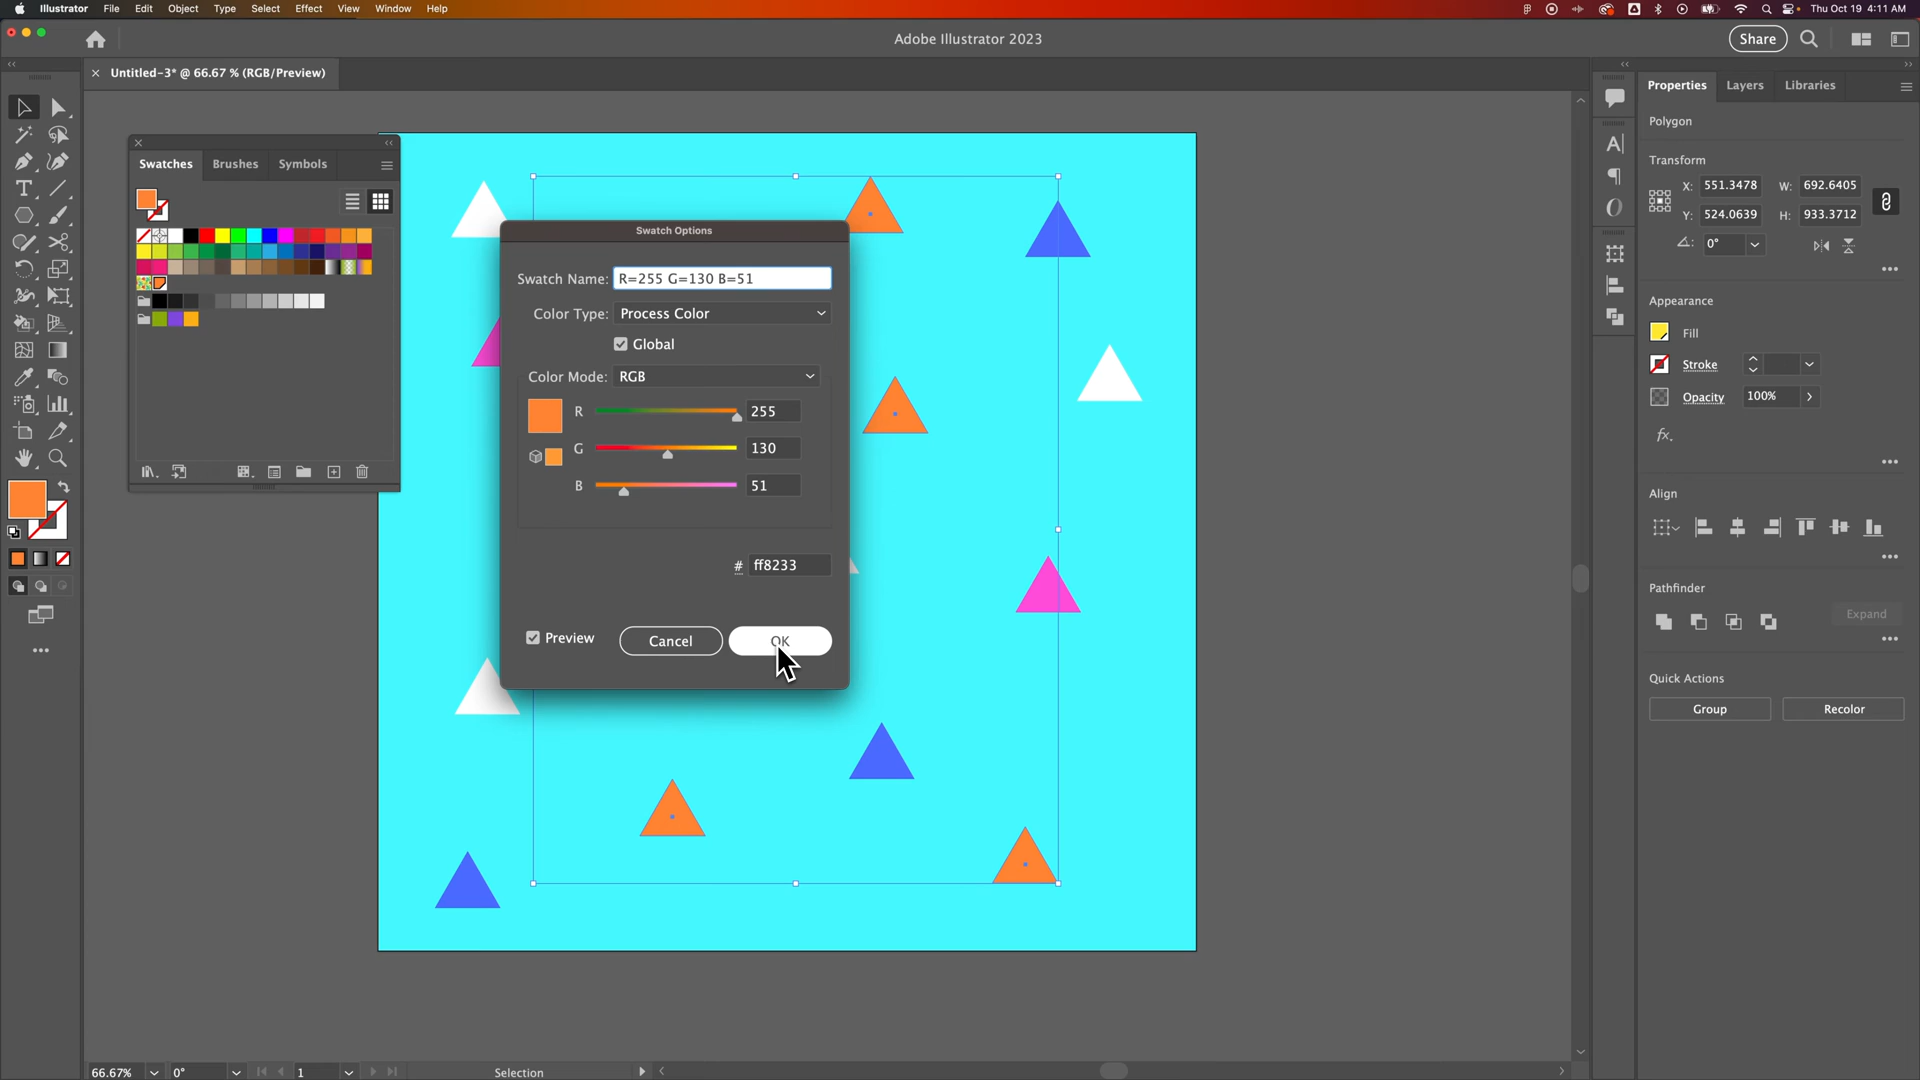 Illustrator File Edit Object Type Select Effect View Window Help Thu Oct 19 4:11 AM
Adobe Illustrator 2023
Share
Untitled-3* @ 66.67 % (RGB/Preview)
Swatches Brushes Symbols
Swatch Options
Swatch Name: R=255 G=130 B=51
Color Type: Process Color
Global
Color Mode: RGB
R 255
G 130
B 51
# ff8233
Preview Cancel OK
Properties Layers Libraries
Polygon
Transform
X: 551.3478 W: 692.6405
Y: 524.0639 H: 933.3712
0°
Appearance
Fill
Stroke
Opacity 100%
fx.
Align
Pathfinder
Expand
Quick Actions
Group Recolor
66.67% 0° 1 Selection